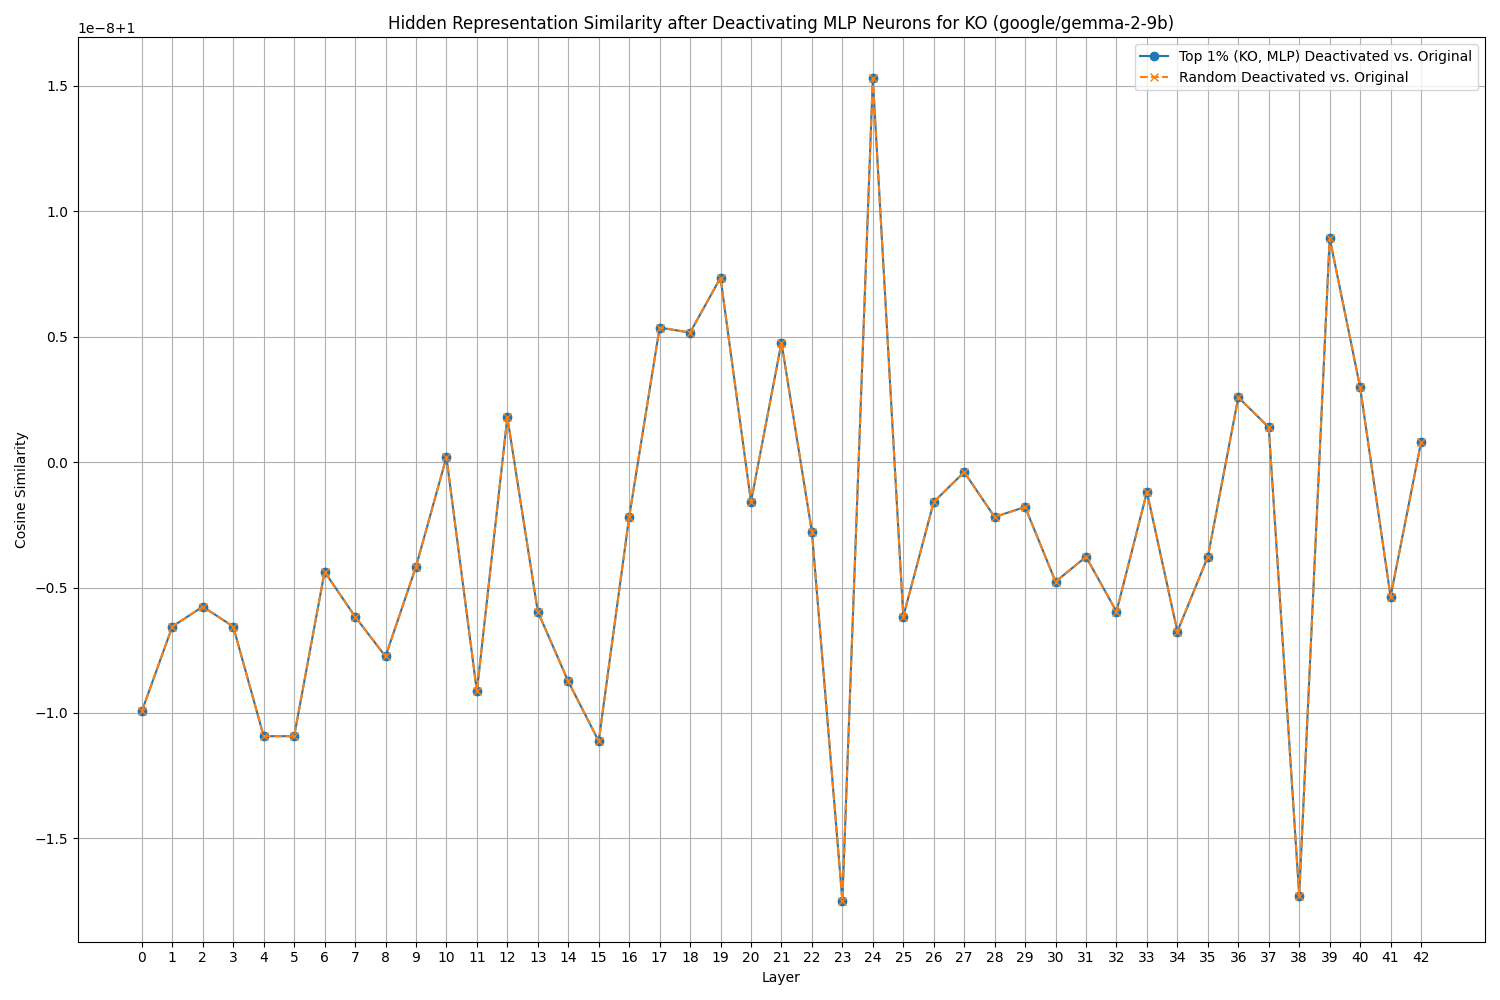 Hidden Representation Similarity after Deactivating MLP Neurons for KO (google/gemma-2-9b)
1e−8+1
Top 1% (KO, MLP) Deactivated vs. Original
Random Deactivated vs. Original
1.5
1.0
0.5
0.0
−0.5
−1.0
−1.5
Cosine Similarity
0 1 2 3 4 5 6 7 8 9 10 11 12 13 14 15 16 17 18 19 20 21 22 23 24 25 26 27 28 29 30 31 32 33 34 35 36 37 38 39 40 41 42
Layer